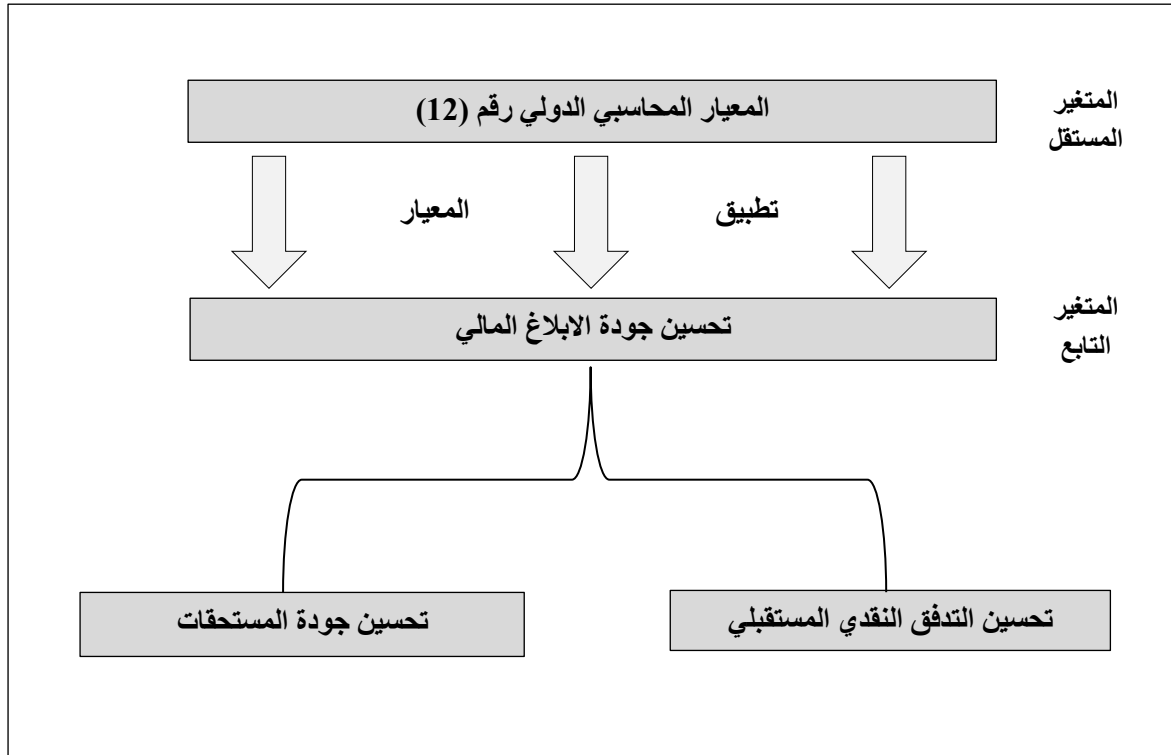 المعيار المحاسبي الدولي رقم (12)
المتغير
المستقل
تطبيق
المعيار
تحسين جودة الابلاغ المالي
المتغير
التابع
تحسين التدفق النقدي المستقبلي
تحسين جودة المستحقات